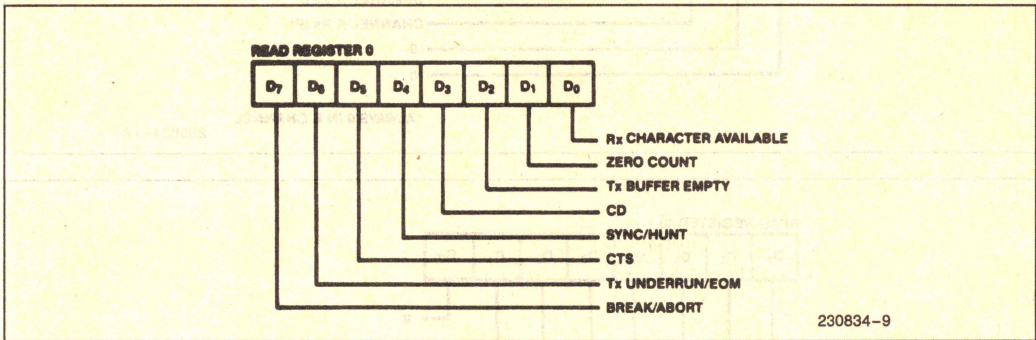 READ REGISTER 0
D7 D6 D5 D4 D3 D2 D1 D0
Rx CHARACTER AVAILABLE
ZERO COUNT
Tx BUFFER EMPTY
CD
SYNC/HUNT
CTS
Tx UNDERRUN/EOM
BREAK/ABORT
230834-9